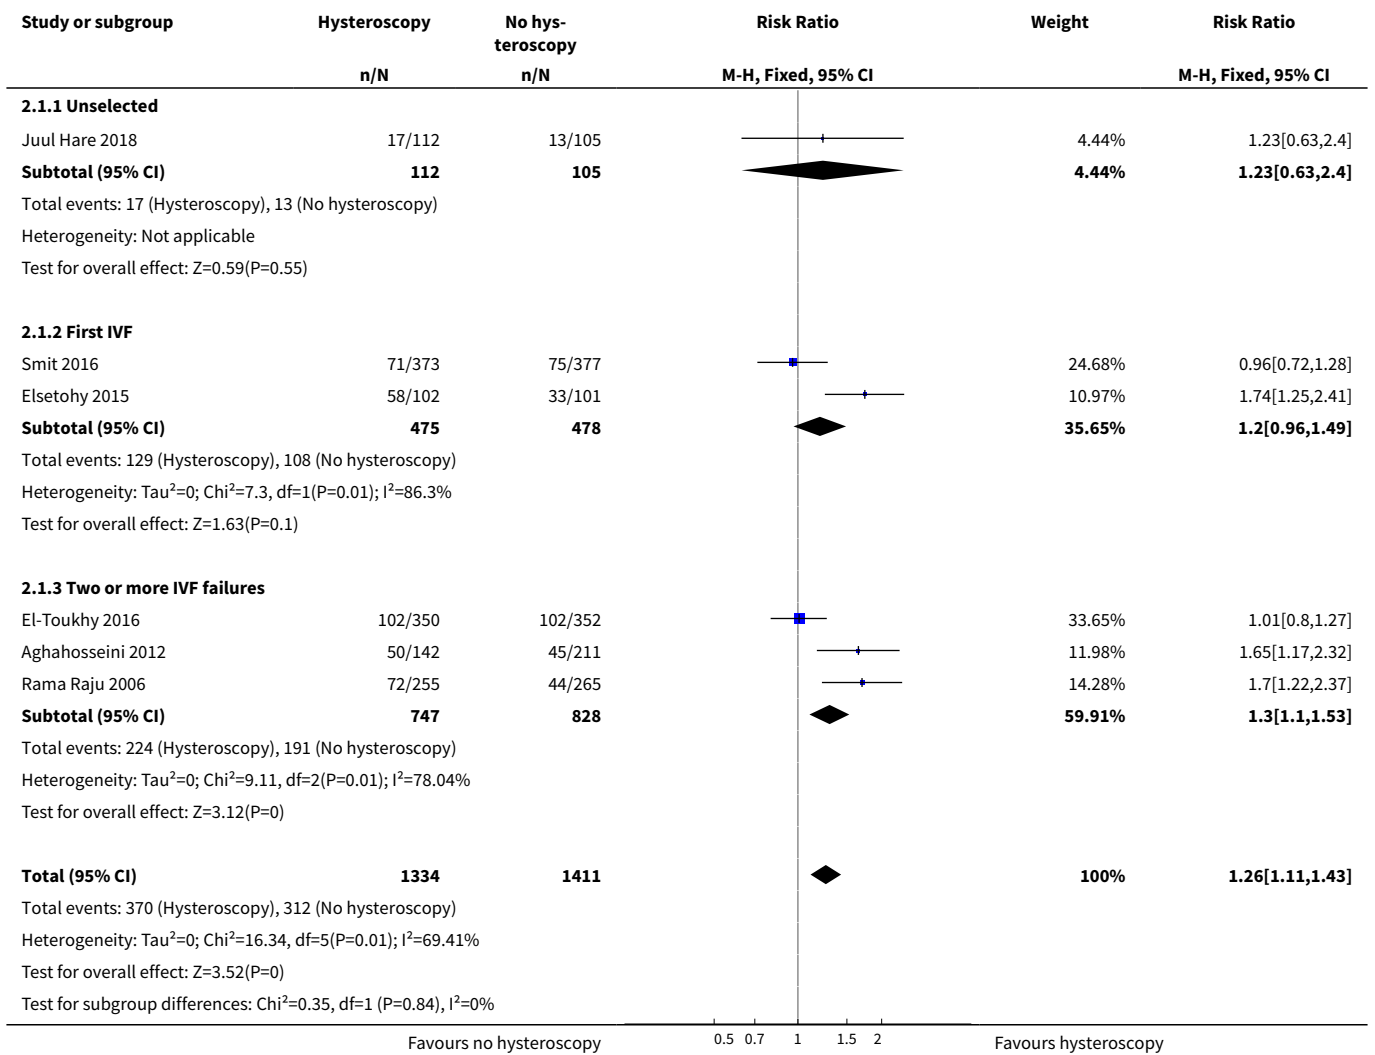 Study or subgroup Hysteroscopy No hys- Risk Ratio Weight Risk Ratio
teroscopy
n/N n/N M-H, Fixed, 95% CI M-H, Fixed, 95% CI
2.1.1 Unselected
Juul Hare 2018 17/112 13/105 4.44% 1.23[0.63,2.4]
Subtotal (95% CI) 112 105 4.44% 1.23[0.63,2.4]
Total events: 17 (Hysteroscopy), 13 (No hysteroscopy)
Heterogeneity: Not applicable
Test for overall effect: Z=0.59(P=0.55)
2.1.2 First IVF
Smit 2016 71/373 75/377 24.68% 0.96[0.72,1.28]
Elsetohy 2015 58/102 33/101 10.97% 1.74[1.25,2.41]
Subtotal (95% CI) 475 478 35.65% 1.2[0.96,1.49]
Total events: 129 (Hysteroscopy), 108 (No hysteroscopy)
Heterogeneity: Tau²=0; Chi²=7.3, df=1(P=0.01); I²=86.3%
Test for overall effect: Z=1.63(P=0.1)
2.1.3 Two or more IVF failures
El-Toukhy 2016 102/350 102/352 33.65% 1.01[0.8,1.27]
Aghahosseini 2012 50/142 45/211 11.98% 1.65[1.17,2.32]
Rama Raju 2006 72/255 44/265 14.28% 1.7[1.22,2.37]
Subtotal (95% CI) 747 828 59.91% 1.3[1.1,1.53]
Total events: 224 (Hysteroscopy), 191 (No hysteroscopy)
Heterogeneity: Tau²=0; Chi²=9.11, df=2(P=0.01); I²=78.04%
Test for overall effect: Z=3.12(P=0)
Total (95% CI) 1334 1411 100% 1.26[1.11,1.43]
Total events: 370 (Hysteroscopy), 312 (No hysteroscopy)
Heterogeneity: Tau²=0; Chi²=16.34, df=5(P=0.01); I²=69.41%
Test for overall effect: Z=3.52(P=0)
Test for subgroup differences: Chi²=0.35, df=1 (P=0.84), I²=0%
Favours no hysteroscopy 0.5 0.7 1 1.5 2 Favours hysteroscopy